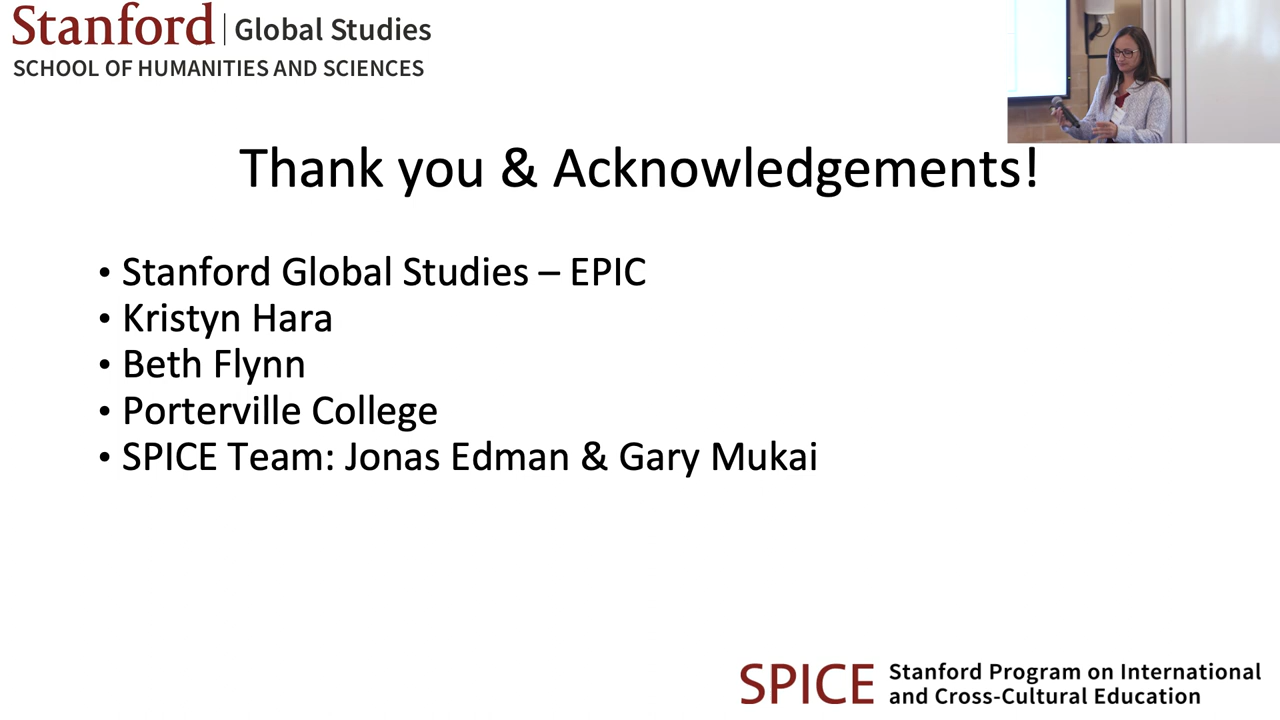 Stanford | Global Studies
SCHOOL OF HUMANITIES AND SCIENCES
Thank you & Acknowledgements!
• Stanford Global Studies – EPIC
• Kristyn Hara
• Beth Flynn
• Porterville College
• SPICE Team: Jonas Edman & Gary Mukai
SPICE Stanford Program on International
and Cross-Cultural Education